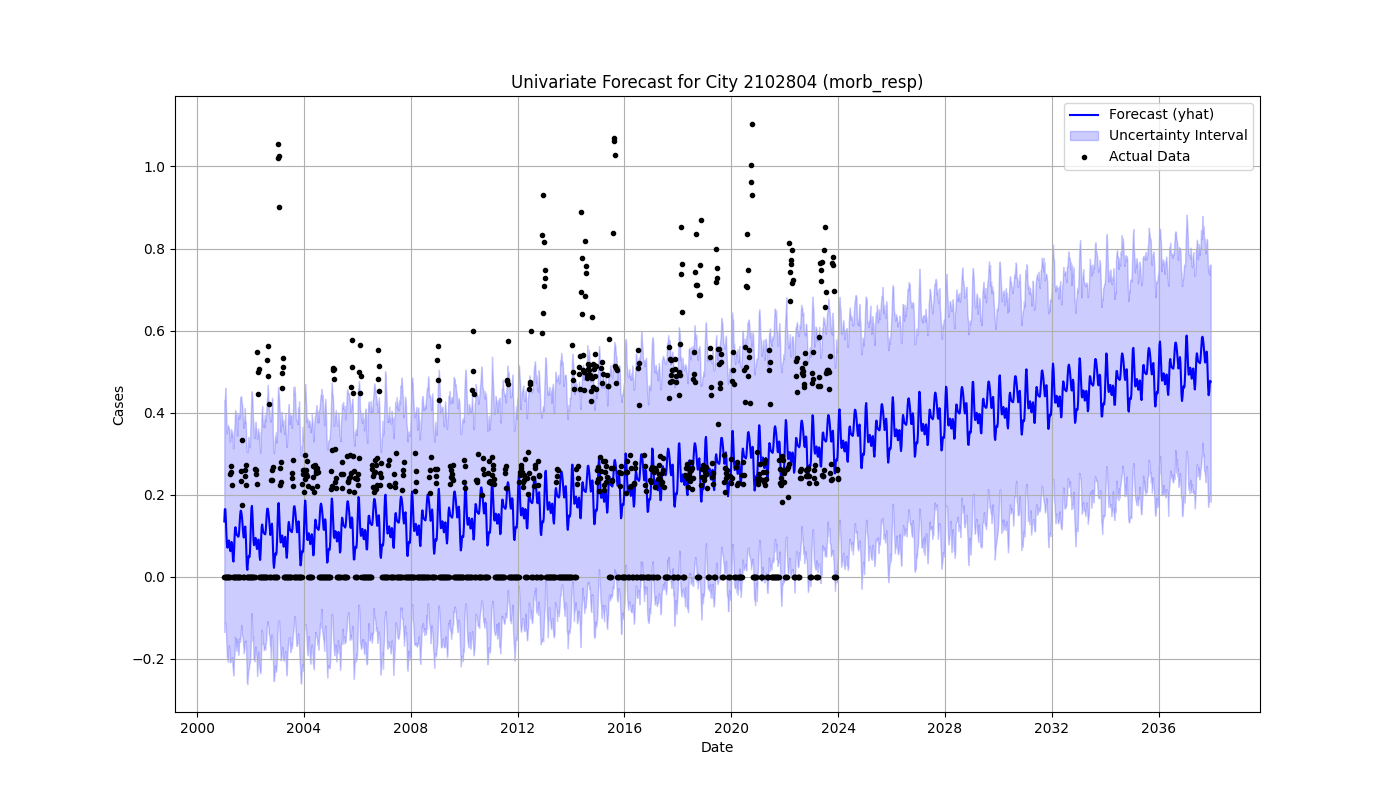 Univariate Forecast for City 2102804 (morb_resp)
Forecast (yhat)
Uncertainty Interval
Actual Data
Cases
1.0
0.8
0.6
0.4
0.2
0.0
−0.2
2000 2004 2008 2012 2016 2020 2024 2028 2032 2036
Date